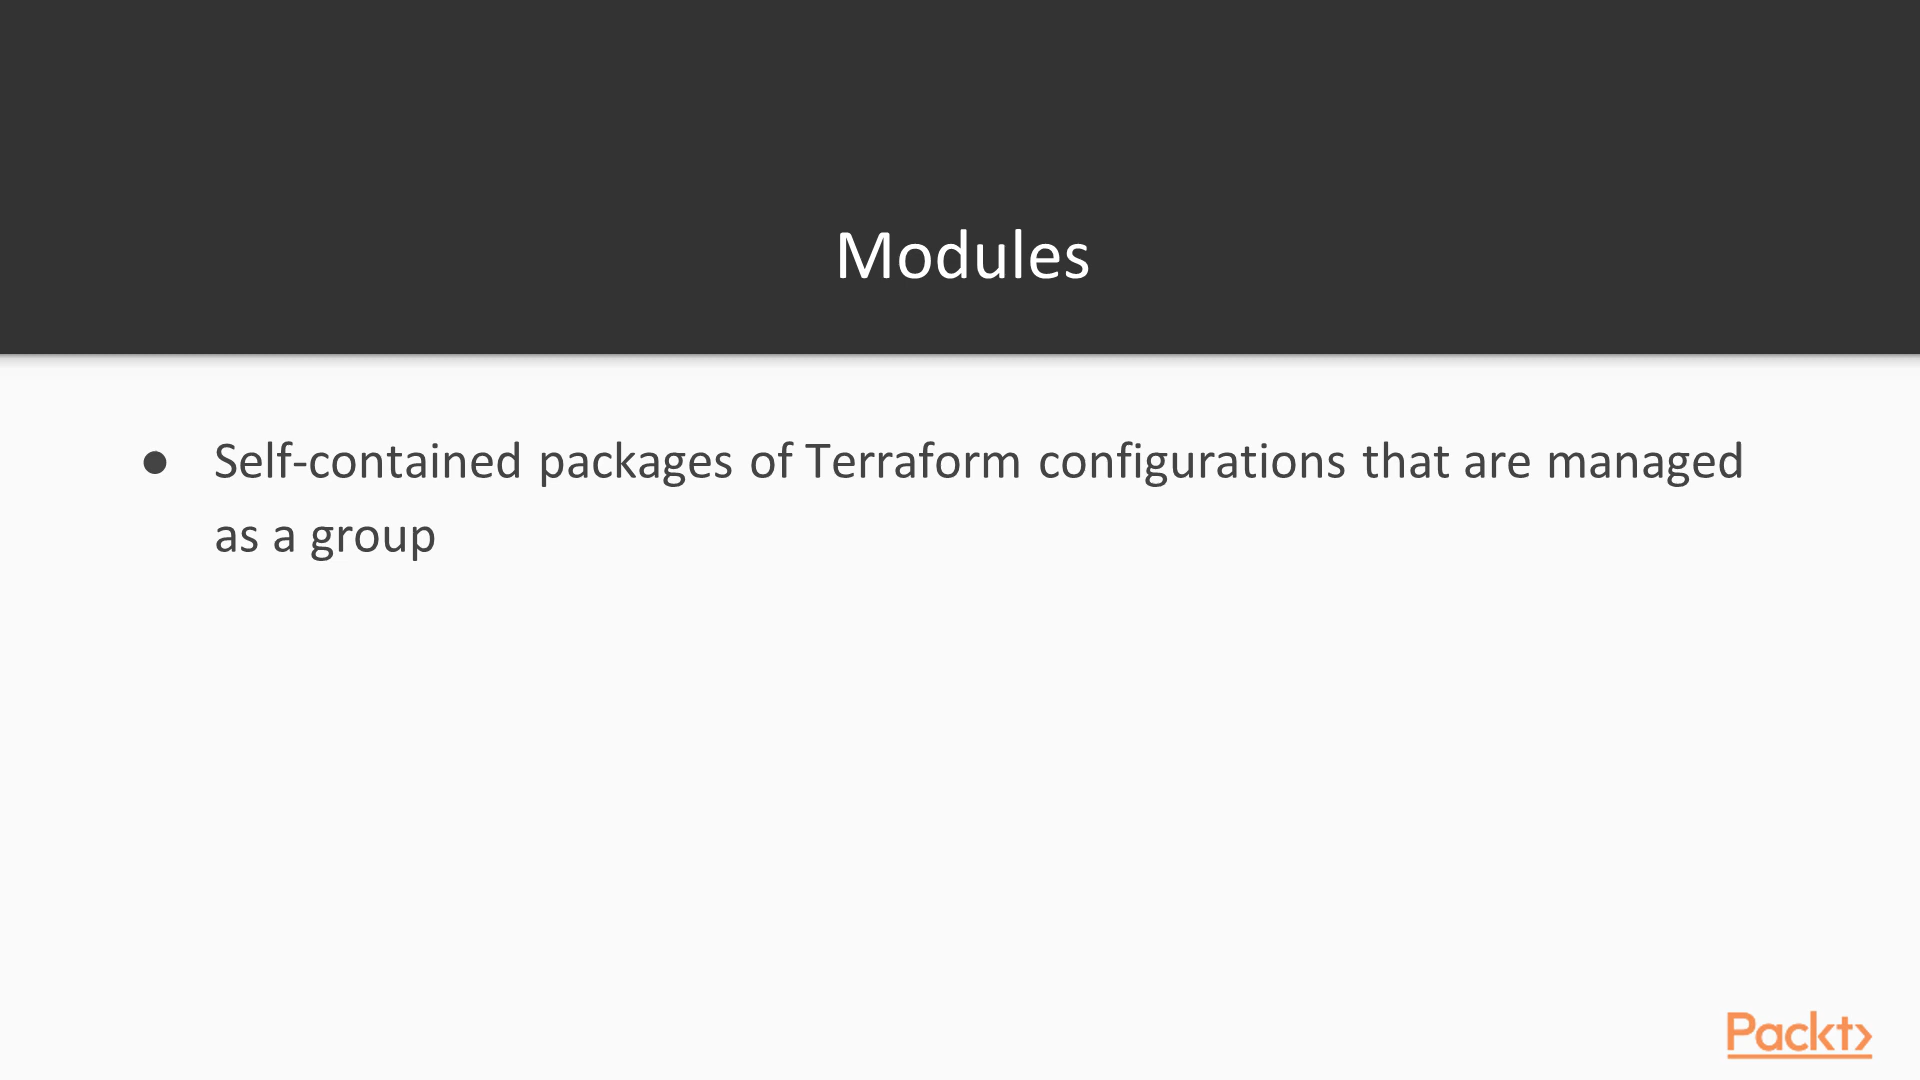 Modules
● Self-contained packages of Terraform configurations that are managed
as a group
Packt>